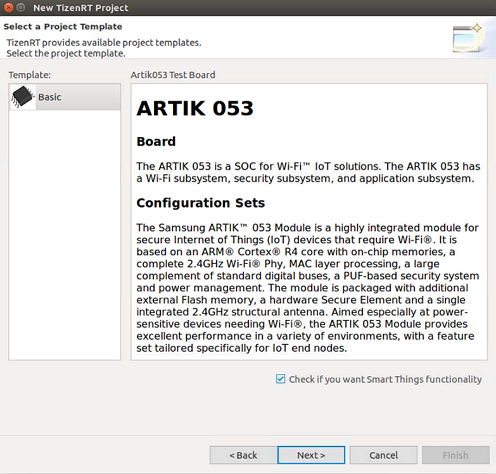 New TizenRT Project
Select a Project Template
TizenRT provides available project templates.
Select the project template.
Template:
Artik053 Test Board
Basic
ARTIK 053
Board
The ARTIK 053 is a SOC for Wi-Fi™ IoT solutions. The ARTIK 053 has
a Wi-Fi subsystem, security subsystem, and application subsystem.
Configuration Sets
The Samsung ARTIK™ 053 Module is a highly integrated module for
secure Internet of Things (IoT) devices that require Wi-Fi®. It is
based on an ARM® Cortex® R4 core with on-chip memories, a
complete 2.4GHz Wi-Fi® Phy, MAC layer processing, a large
complement of standard digital buses, a PUF-based security system
and power management. The module is packaged with additional
external Flash memory, a hardware Secure Element and a single
integrated 2.4GHz structural antenna. Aimed especially at power-
sensitive devices needing Wi-Fi®, the ARTIK 053 Module provides
excellent performance in a variety of environments, with a feature
set tailored specifically for IoT end nodes.
Check if you want Smart Things functionality
< Back
Next >
Cancel
Finish